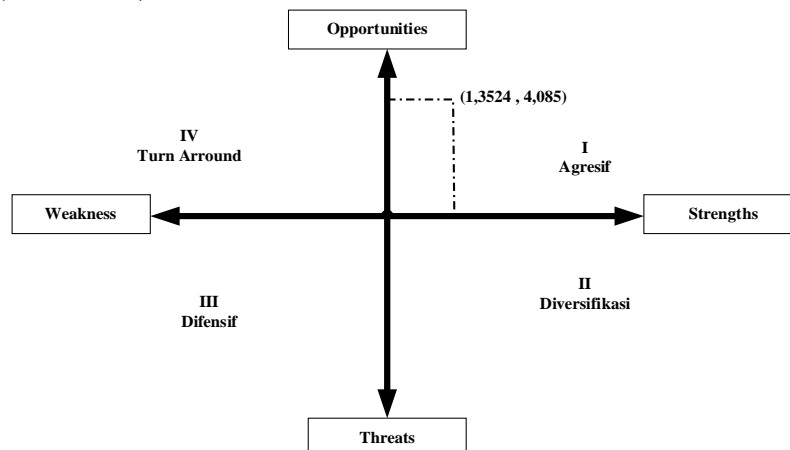 Opportunities
(1,3524 , 4,085)
IV
Turn Arround
I
Agresif
Weakness
Strengths
III
Difensif
II
Diversifikasi
Threats